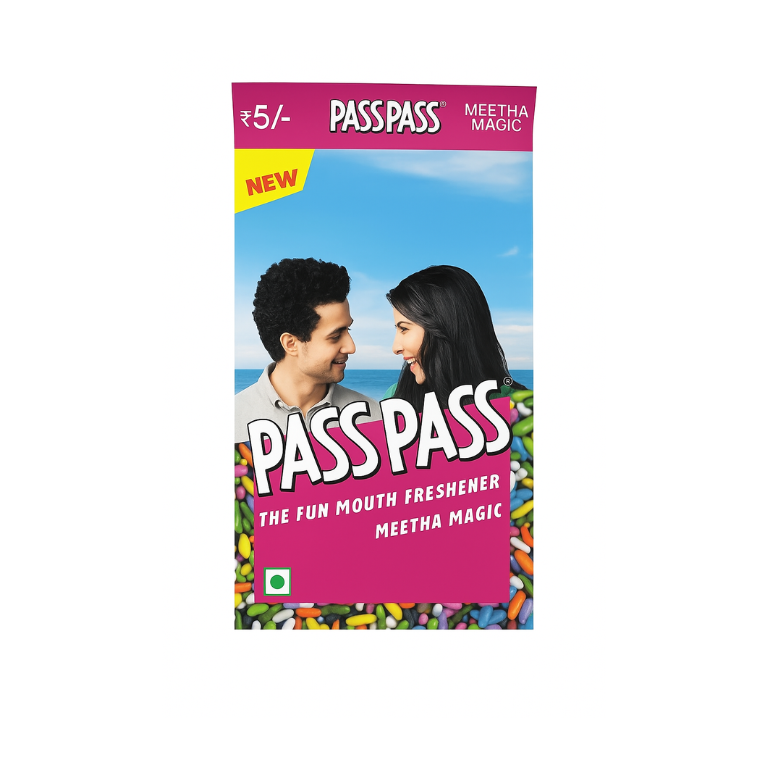 ₹5/-
PASS PASS®
MEETHA
MAGIC
NEW
PASS PASS®
THE FUN MOUTH FRESHENER
MEETHA MAGIC